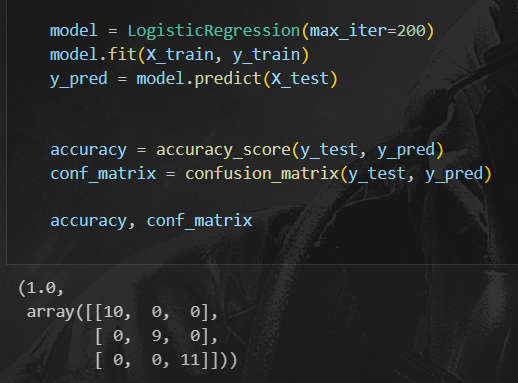 model = LogisticRegression(max_iter=200)
model.fit(X_train, y_train)
y_pred = model.predict(X_test)
accuracy = accuracy_score(y_test, y_pred)
conf_matrix = confusion_matrix(y_test, y_pred)
accuracy, conf_matrix
(1.0,
 array([[10,  0,  0],
       [ 0,  9,  0],
       [ 0,  0, 11]]))